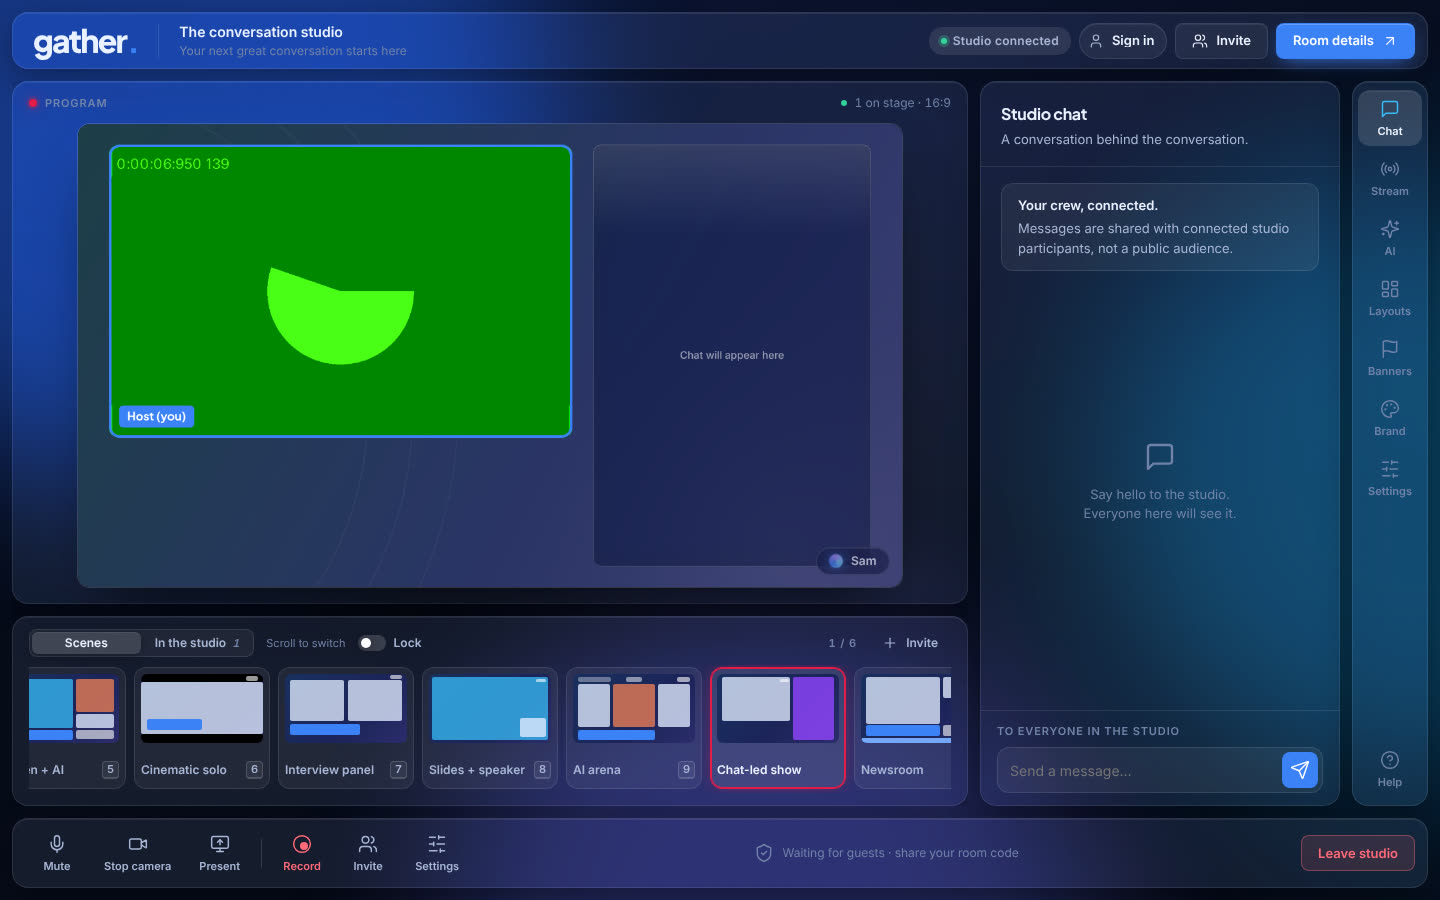 gather.
The conversation studio
Your next great conversation starts here
Studio connected
Sign in
Invite
Room details
PROGRAM
1 on stage · 16:9
0:00:06:950 139
Host (you)
Chat will appear here
Sam
Studio chat
A conversation behind the conversation.
Your crew, connected.
Messages are shared with connected studio
participants, not a public audience.
Say hello to the studio.
Everyone here will see it.
TO EVERYONE IN THE STUDIO
Send a message...
Chat
Stream
AI
Layouts
Banners
Brand
Settings
Help
Scenes
In the studio 1
Scroll to switch
Lock
1 / 6
Invite
n + AI 5
Cinematic solo 6
Interview panel 7
Slides + speaker 8
AI arena 9
Chat-led show
Newsroom
Mute
Stop camera
Present
Record
Invite
Settings
Waiting for guests · share your room code
Leave studio